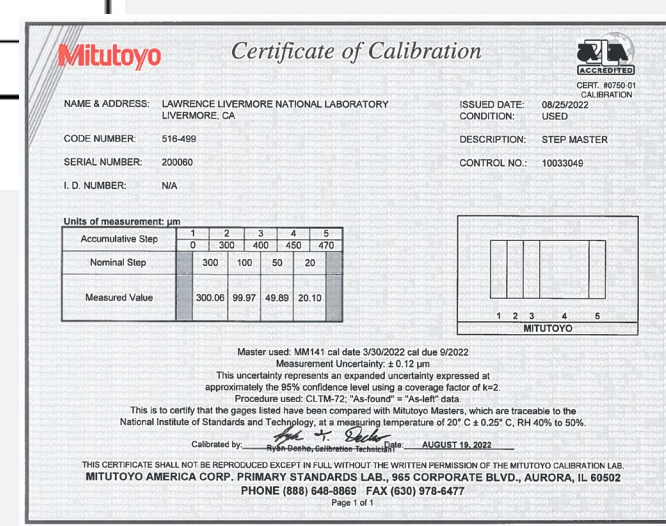 Mitutoyo
Certificate of Calibration
ACCREDITED
CERT. #0750-01
CALIBRATION
NAME & ADDRESS: LAWRENCE LIVERMORE NATIONAL LABORATORY
LIVERMORE, CA
ISSUED DATE: 08/25/2022
CONDITION: USED
CODE NUMBER: 516-499
DESCRIPTION: STEP MASTER
SERIAL NUMBER: 200060
CONTROL NO.: 10033049
I. D. NUMBER: N/A
Units of measurement: µm
Accumulative Step 1 2 3 4 5
0 300 400 450 470
Nominal Step 300 100 50 20
Measured Value 300.06 99.97 49.89 20.10
1 2 3 4 5
MITUTOYO
Master used: MM141 cal date 3/30/2022 cal due 9/2022
Measurement Uncertainty: ± 0.12 µm
This uncertainty represents an expanded uncertainty expressed at
approximately the 95% confidence level using a coverage factor of k=2.
Procedure used: CLTM-72; "As-found" = "As-left" data.
This is to certify that the gages listed have been compared with Mitutoyo Masters, which are traceable to the
National Institute of Standards and Technology, at a measuring temperature of 20° C ± 0.25° C, RH 40% to 50%.
Calibrated by: Date: AUGUST 19, 2022
Ryan Decho, Calibration Technician I
THIS CERTIFICATE SHALL NOT BE REPRODUCED EXCEPT IN FULL WITHOUT THE WRITTEN PERMISSION OF THE MITUTOYO CALIBRATION LAB.
MITUTOYO AMERICA CORP. PRIMARY STANDARDS LAB., 965 CORPORATE BLVD., AURORA, IL 60502
PHONE (888) 648-8869 FAX (630) 978-6477
Page 1 of 1